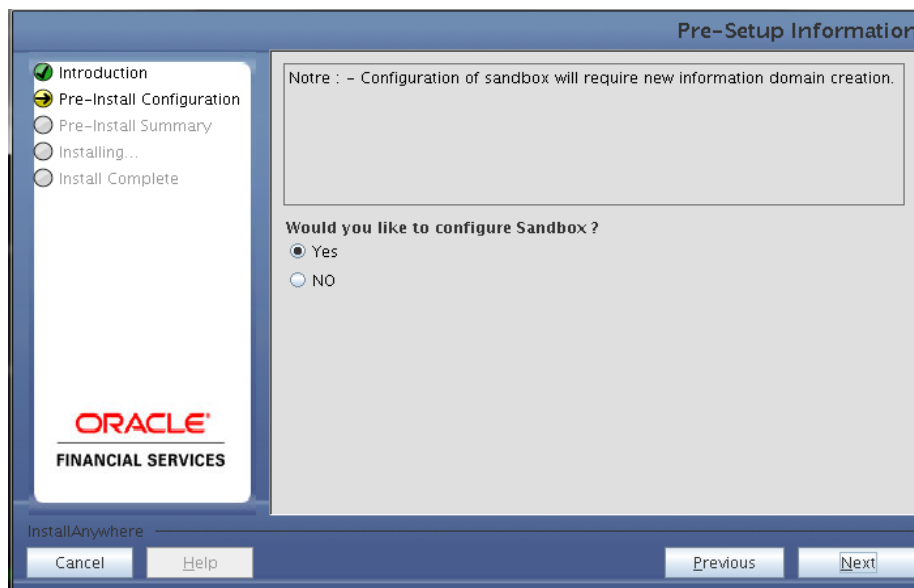 Pre-Setup Information
Introduction
Pre-Install Configuration
Pre-Install Summary
Installing...
Install Complete
Notre : - Configuration of sandbox will require new information domain creation.
Would you like to configure Sandbox ?
Yes
NO
ORACLE
FINANCIAL SERVICES
InstallAnywhere
Cancel
Help
Previous
Next